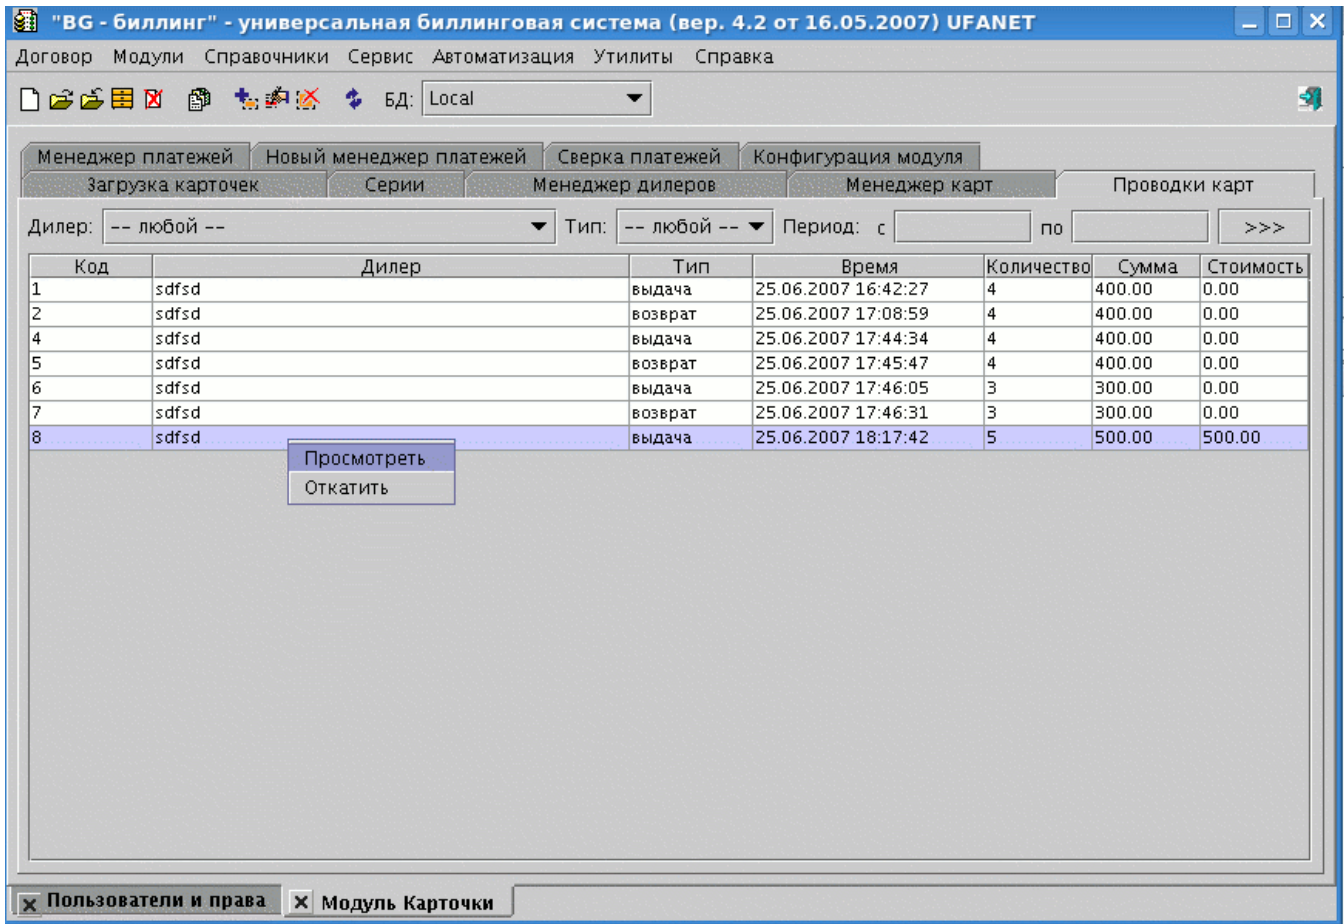 "BG - биллинг" - универсальная биллинговая система (вер. 4.2 от 16.05.2007) UFANET
Договор Модули Справочники Сервис Автоматизация Утилиты Справка
БД: Local
Менеджер платежей Новый менеджер платежей Сверка платежей Конфигурация модуля
Загрузка карточек Серии Менеджер дилеров Менеджер карт Проводки карт
Дилер: -- любой -- Тип: -- любой -- Период: с по >>>
Код Дилер Тип Время Количество Сумма Стоимость
1 sdfsd выдача 25.06.2007 16:42:27 4 400.00 0.00
2 sdfsd возврат 25.06.2007 17:08:59 4 400.00 0.00
4 sdfsd выдача 25.06.2007 17:44:34 4 400.00 0.00
5 sdfsd возврат 25.06.2007 17:45:47 4 400.00 0.00
6 sdfsd выдача 25.06.2007 17:46:05 3 300.00 0.00
7 sdfsd возврат 25.06.2007 17:46:31 3 300.00 0.00
8 sdfsd выдача 25.06.2007 18:17:42 5 500.00 500.00
Просмотреть
Откатить
Пользователи и права Модуль Карточки